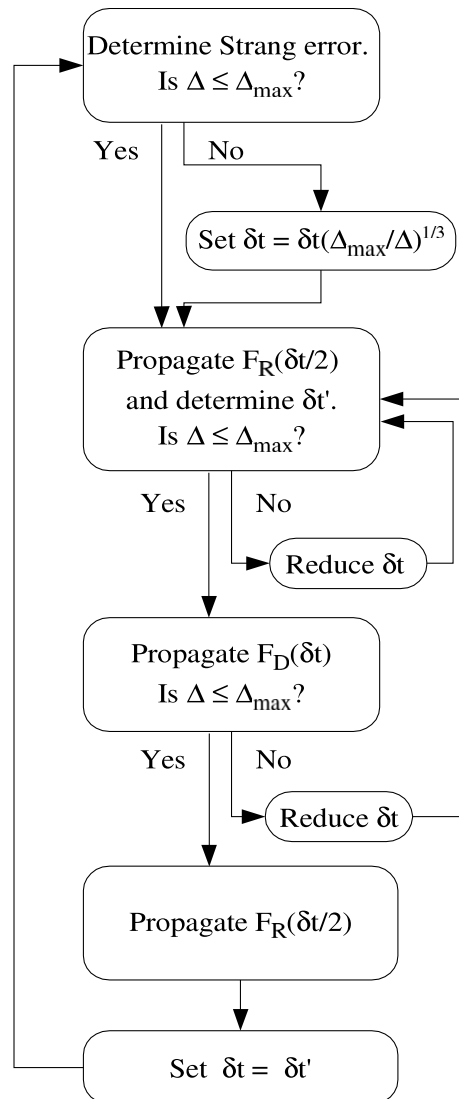 Determine Strang error.
Is Δ ≤ Δmax?
Yes
No
Set δt = δt(Δmax/Δ)1/3
Propagate FR(δt/2)
and determine δt'.
Is Δ ≤ Δmax?
Yes
No
Reduce δt
Propagate FD(δt)
Is Δ ≤ Δmax?
Yes
No
Reduce δt
Propagate FR(δt/2)
Set δt = δt'